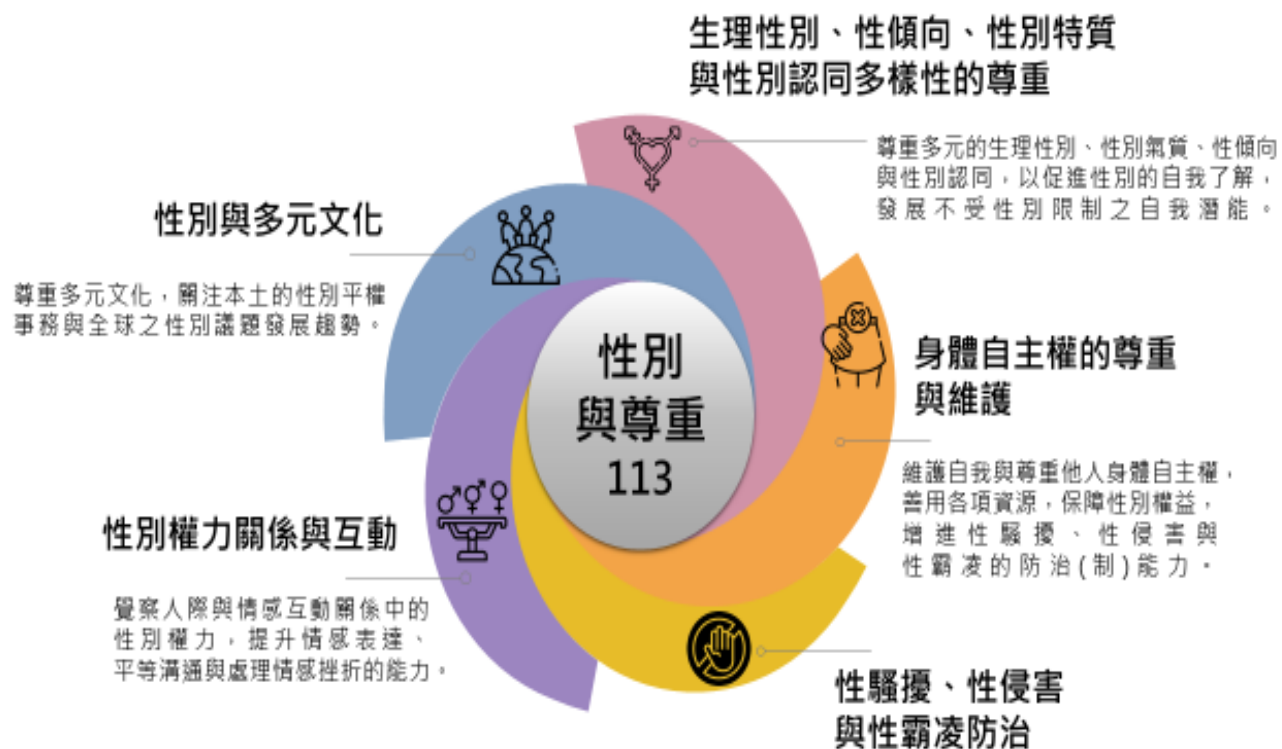 生理性別、性傾向、性別特質
與性別認同多樣性的尊重
尊重多元的生理性別、性別氣質、性傾向
與性別認同，以促進性別的自我了解，
發展不受性別限制之自我潛能。
性別與多元文化
尊重多元文化，關注本土的性別平權
事務與全球之性別議題發展趨勢。
性別
與尊重
113
身體自主權的尊重
與維護
維護自我與尊重他人身體自主權，
善用各項資源，保障性別權益，
增進性騷擾、性侵害與
性霸凌的防治(制)能力。
性別權力關係與互動
覺察人際與情感互動關係中的
性別權力，提升情感表達、
平等溝通與處理情感挫折的能力。
性騷擾、性侵害
與性霸凌防治